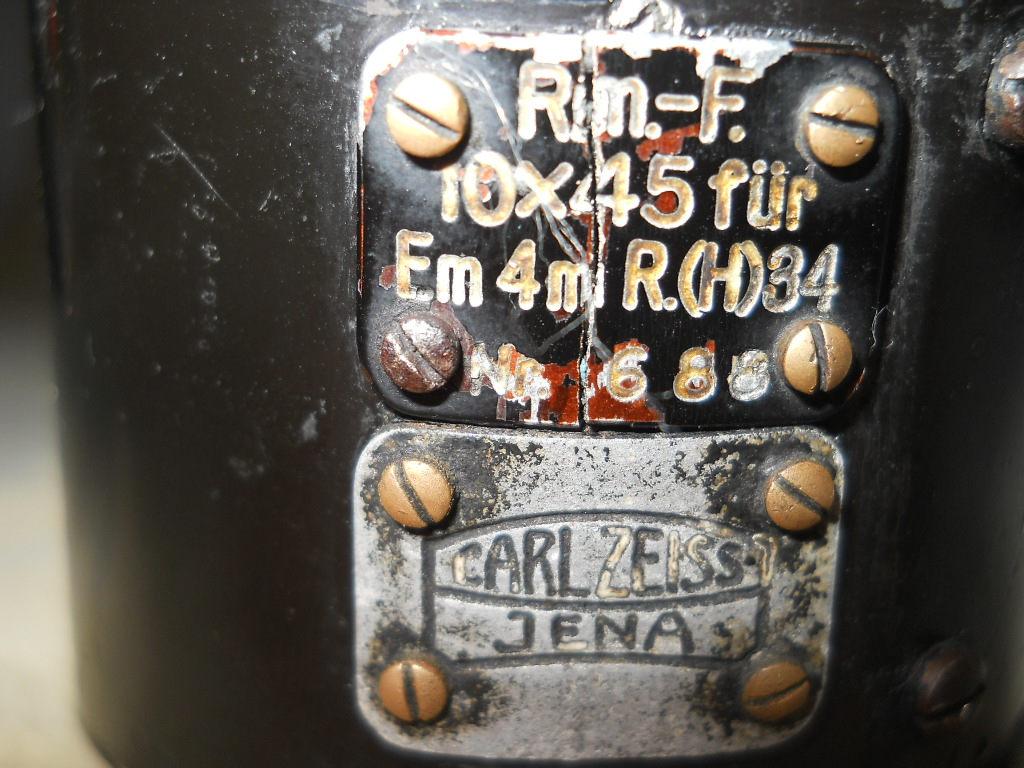 Rm.-F.
10x45 für
Em 4m R.(H)34
Nr. 688
CARL ZEISS
JENA